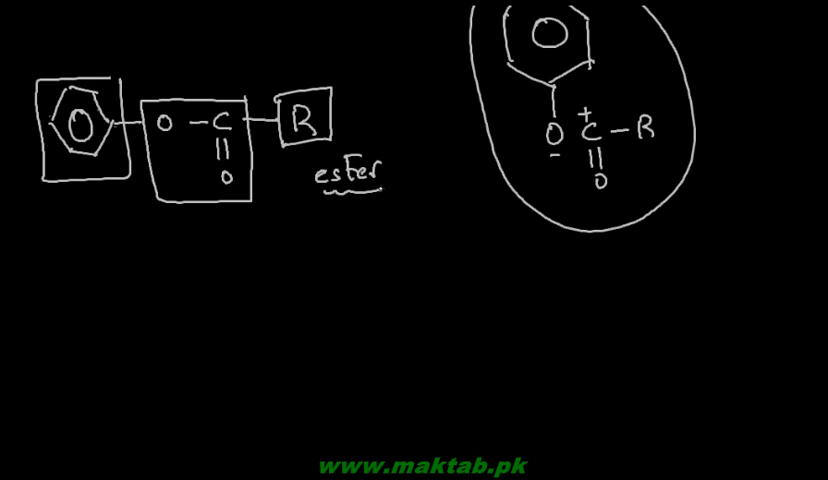 O – C – R
||
O
ester
+
O C – R
– ||
O
www.maktab.pk